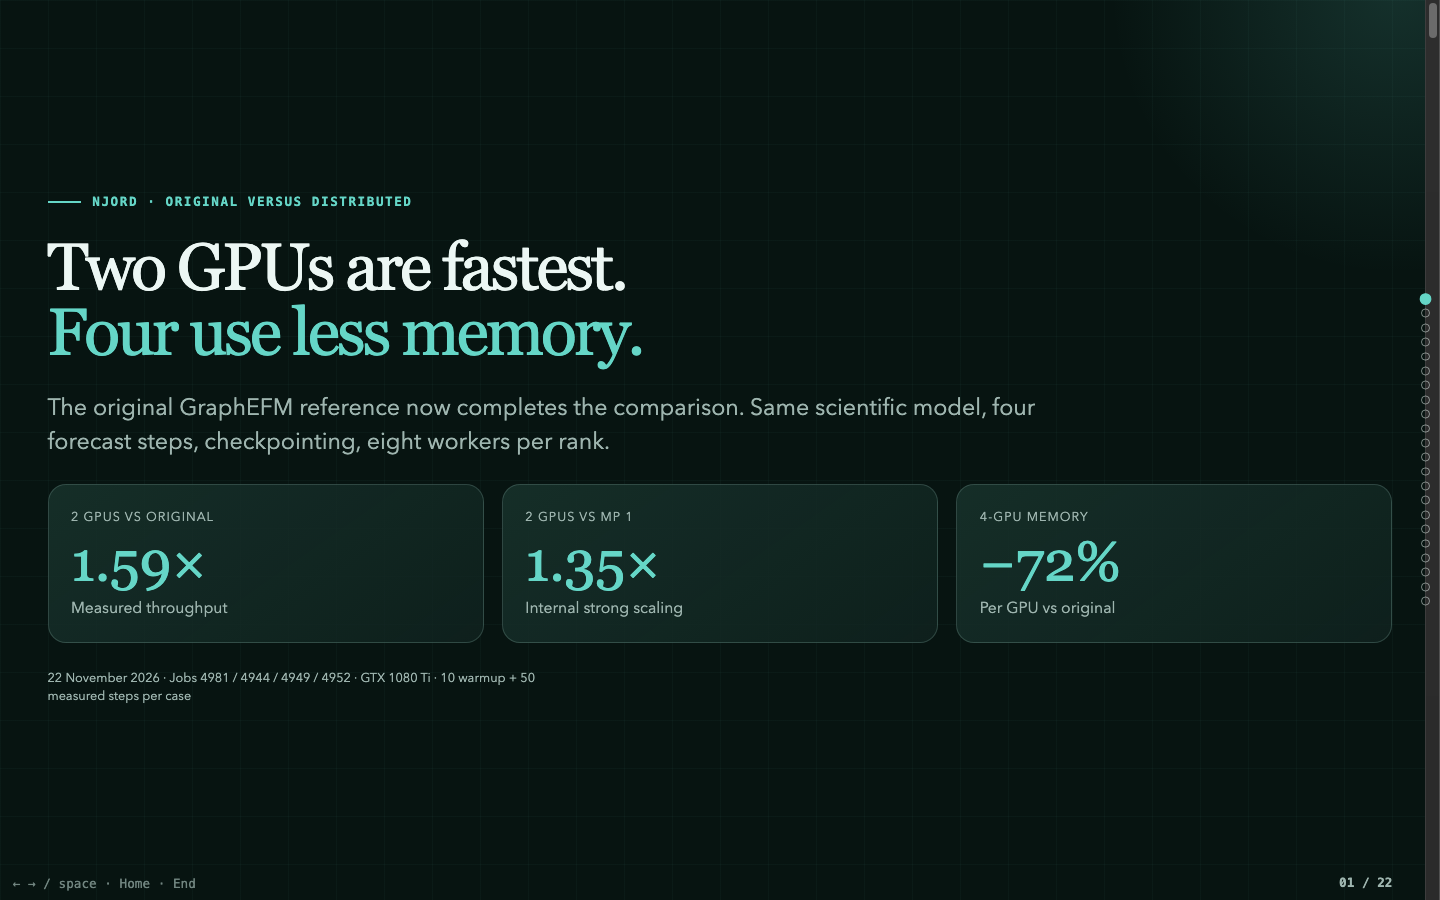 NJORD · ORIGINAL VERSUS DISTRIBUTED
Two GPUs are fastest.
Four use less memory.
The original GraphEFM reference now completes the comparison. Same scientific model, four
forecast steps, checkpointing, eight workers per rank.
2 GPUS VS ORIGINAL
1.59×
Measured throughput
2 GPUS VS MP 1
1.35×
Internal strong scaling
4-GPU MEMORY
−72%
Per GPU vs original
22 November 2026 · Jobs 4981 / 4944 / 4949 / 4952 · GTX 1080 Ti · 10 warmup + 50
measured steps per case
← → / space · Home · End
01 / 22